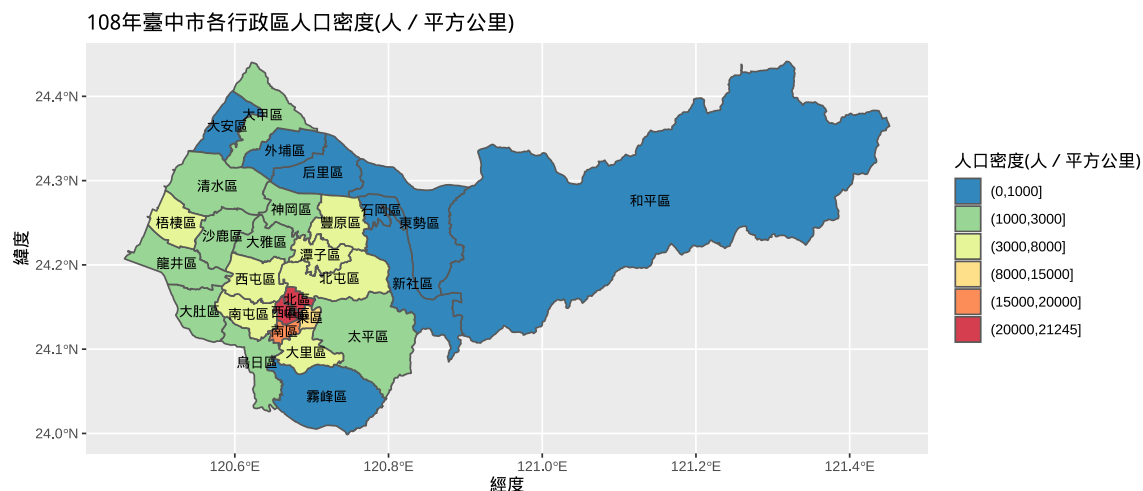 108年臺中市各行政區人口密度(人 / 平方公里)
緯度
24.4°N
24.3°N
24.2°N
24.1°N
24.0°N
大甲區
大安區
外埔區
后里區
清水區
和平區
神岡區
石岡區
梧棲區
豐原區
東勢區
沙鹿區
大雅區
潭子區
龍井區
西屯區
北屯區
新社區
北區
大肚區
南屯區
西區
東區
南區
太平區
大里區
烏日區
霧峰區
120.6°E
120.8°E
121.0°E
121.2°E
121.4°E
經度
人口密度(人 / 平方公里)
(0,1000]
(1000,3000]
(3000,8000]
(8000,15000]
(15000,20000]
(20000,21245]